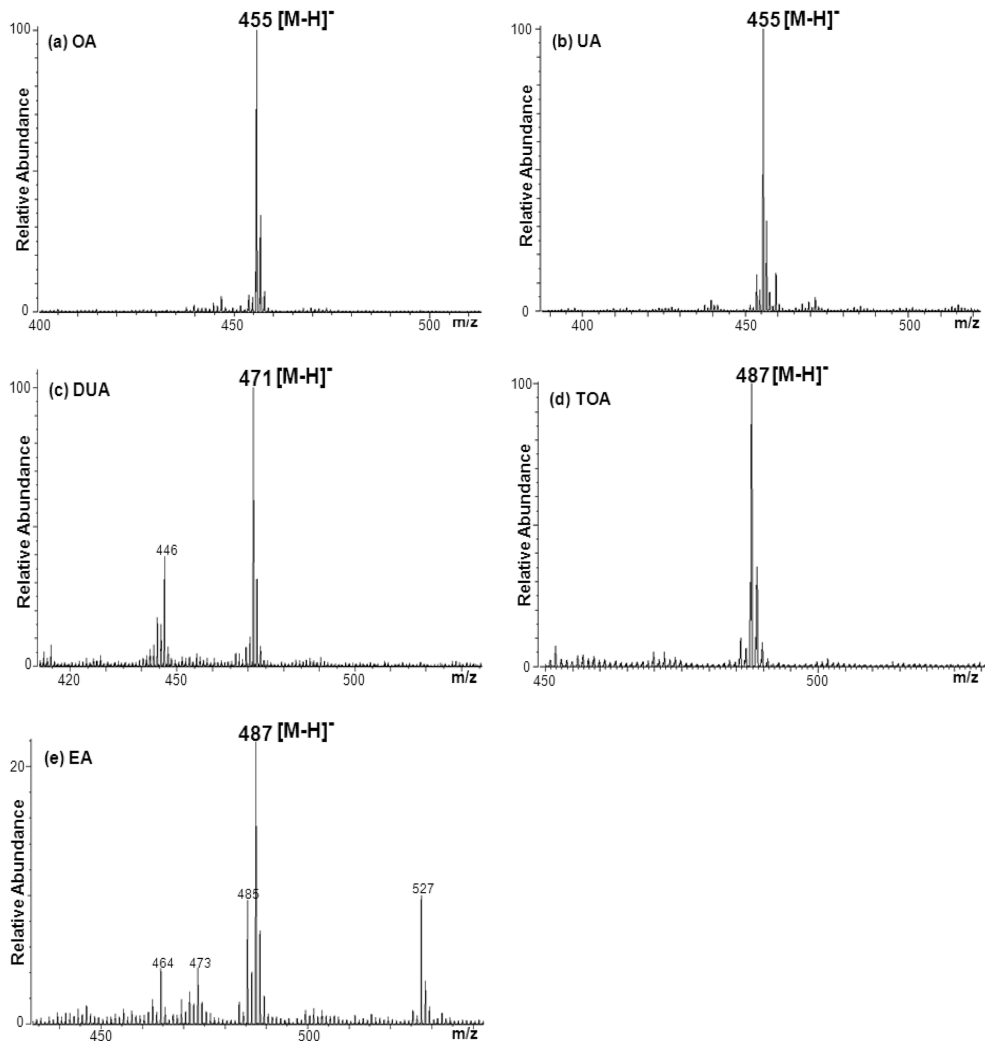 455 [M-H]-
(a) OA
100
Relative Abundance
0
400
450
500
m/z
455 [M-H]-
(b) UA
100
Relative Abundance
0
400
450
500
m/z
471 [M-H]-
(c) DUA
100
446
Relative Abundance
0
420
450
500
m/z
487 [M-H]-
(d) TOA
100
Relative Abundance
0
450
500
m/z
487 [M-H]-
(e) EA
20
485
527
464
473
Relative Abundance
0
450
500
m/z